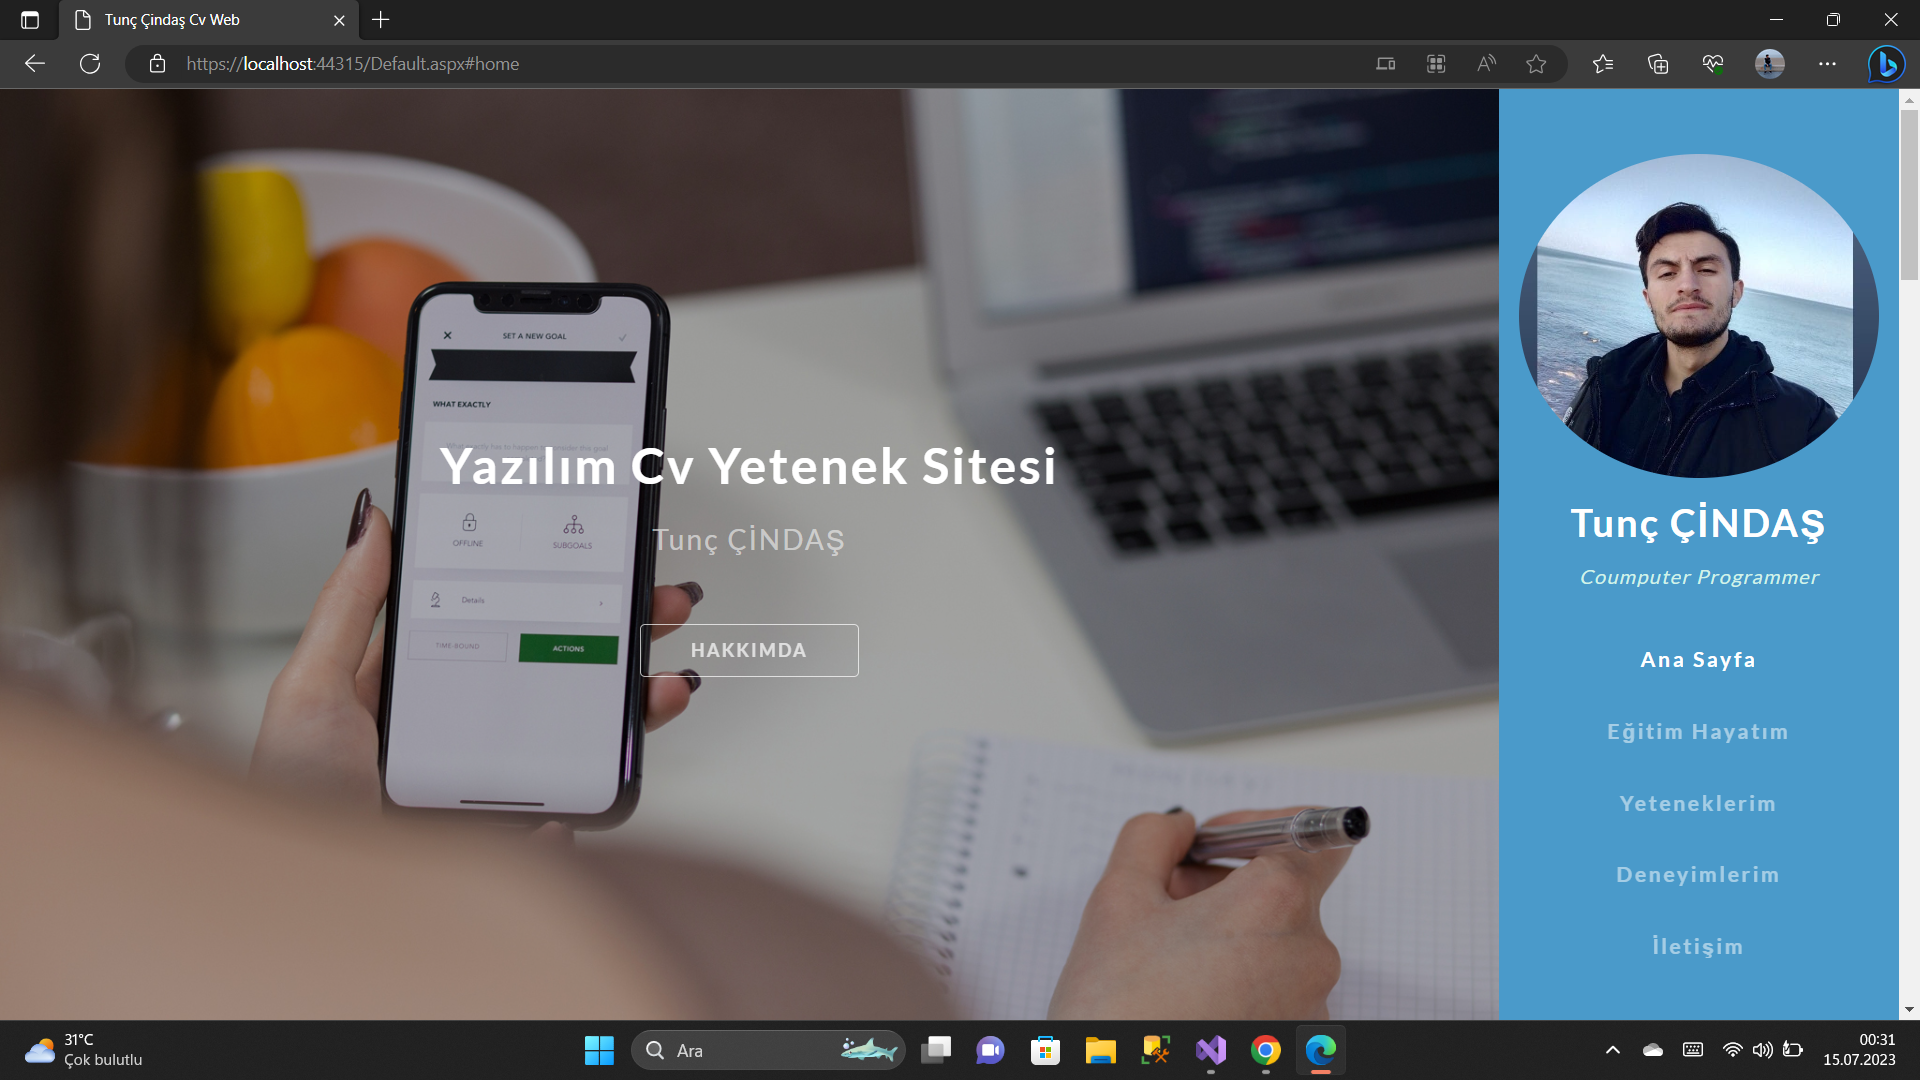 Tunç Çindaş Cv Web
https://localhost:44315/Default.aspx#home
SET A NEW GOAL
WHAT EXACTLY
Yazılım Cv Yetenek Sitesi
OFFLINE
SUBGOALS
Tunç ÇİNDAŞ
Details
TIME-BOUND
ACTIONS
HAKKIMDA
Tunç ÇİNDAŞ
Coumputer Programmer
Ana Sayfa
Eğitim Hayatım
Yeteneklerim
Deneyimlerim
İletişim
31°C
Çok bulutlu
Ara
00:31
15.07.2023